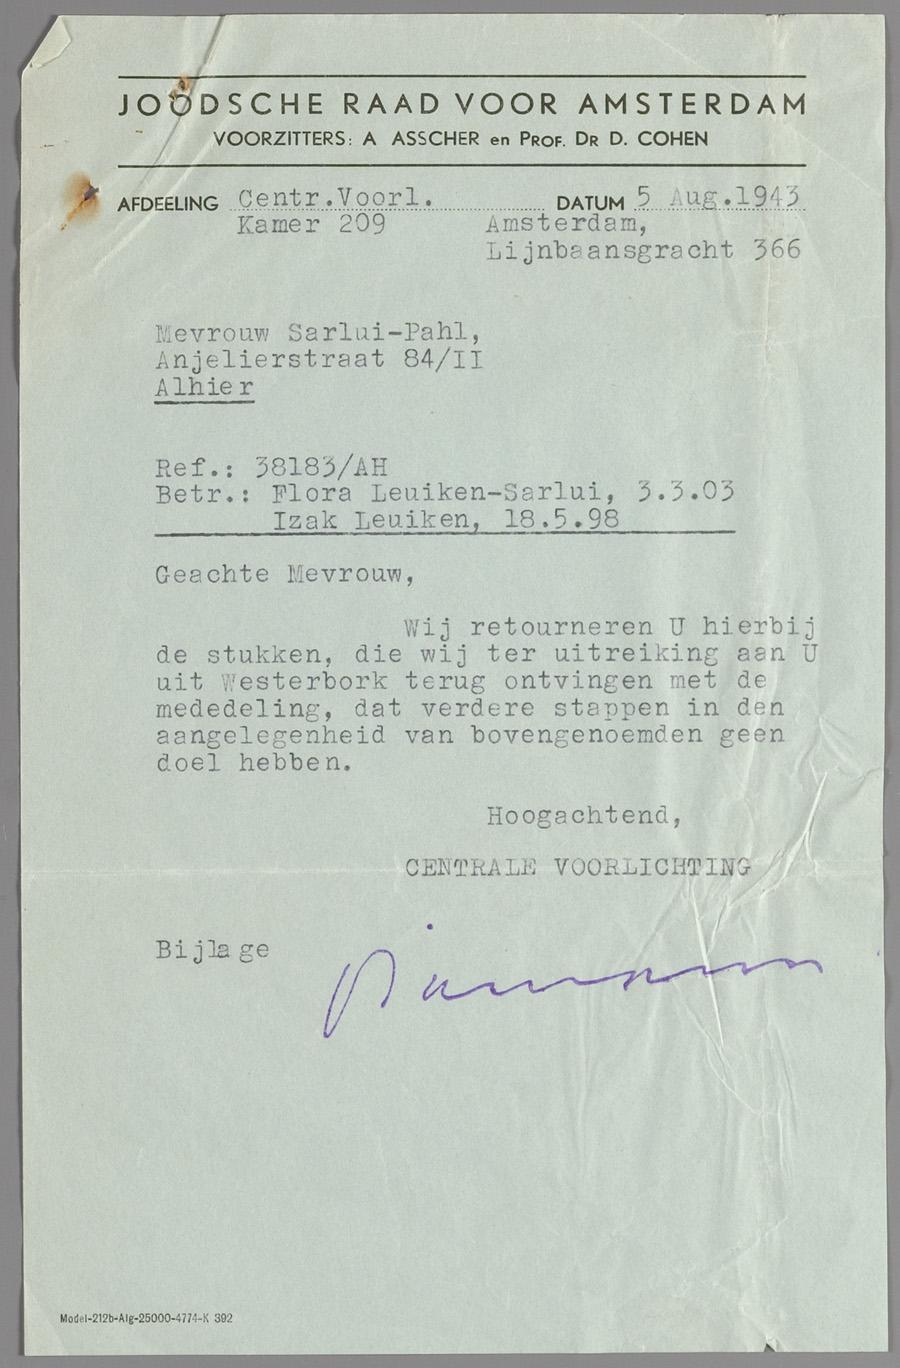 JOODSCHE RAAD VOOR AMSTERDAM
VOORZITTERS: A ASSCHER en PROF. DR D. COHEN
AFDEELING Centr.Voorl. DATUM 5 Aug.1943
Kamer 209 Amsterdam,
Lijnbaansgracht 366
Mevrouw Sarlui-Pahl,
Anjelierstraat 84/II
Alhier
Ref.: 38183/AH
Betr.: Flora Leuiken-Sarlui, 3.3.03
Izak Leuiken, 18.5.98
Geachte Mevrouw,
Wij retourneren U hierbij
de stukken, die wij ter uitreiking aan U
uit Westerbork terug ontvingen met de
mededeling, dat verdere stappen in den
aangelegenheid van bovengenoemden geen
doel hebben.
Hoogachtend,
CENTRALE VOORLICHTING
Bijlage
Model-212b-Alg-25000-4774-K 392